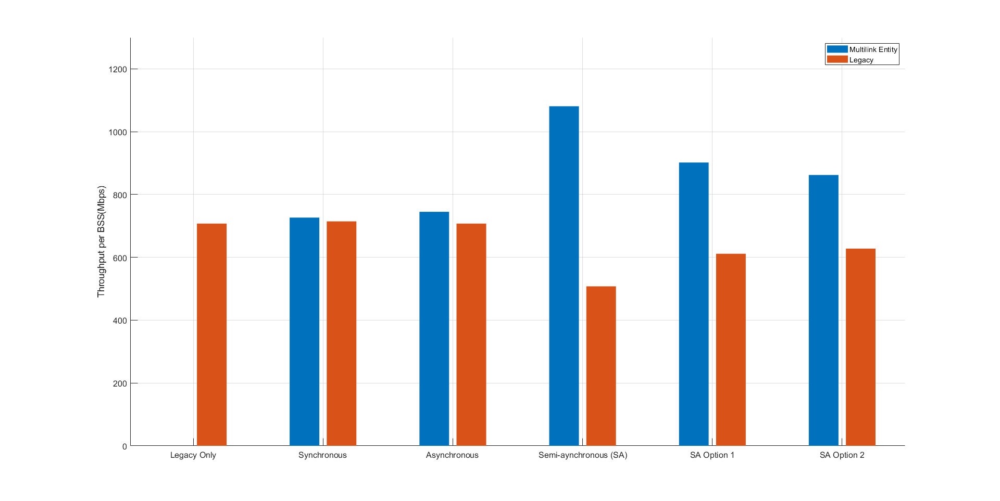 Multilink Entity
Legacy
Throughput per BSS(Mbps)
1200
1000
800
600
400
200
0
Legacy Only
Synchronous
Asynchronous
Semi-aynchronous (SA)
SA Option 1
SA Option 2